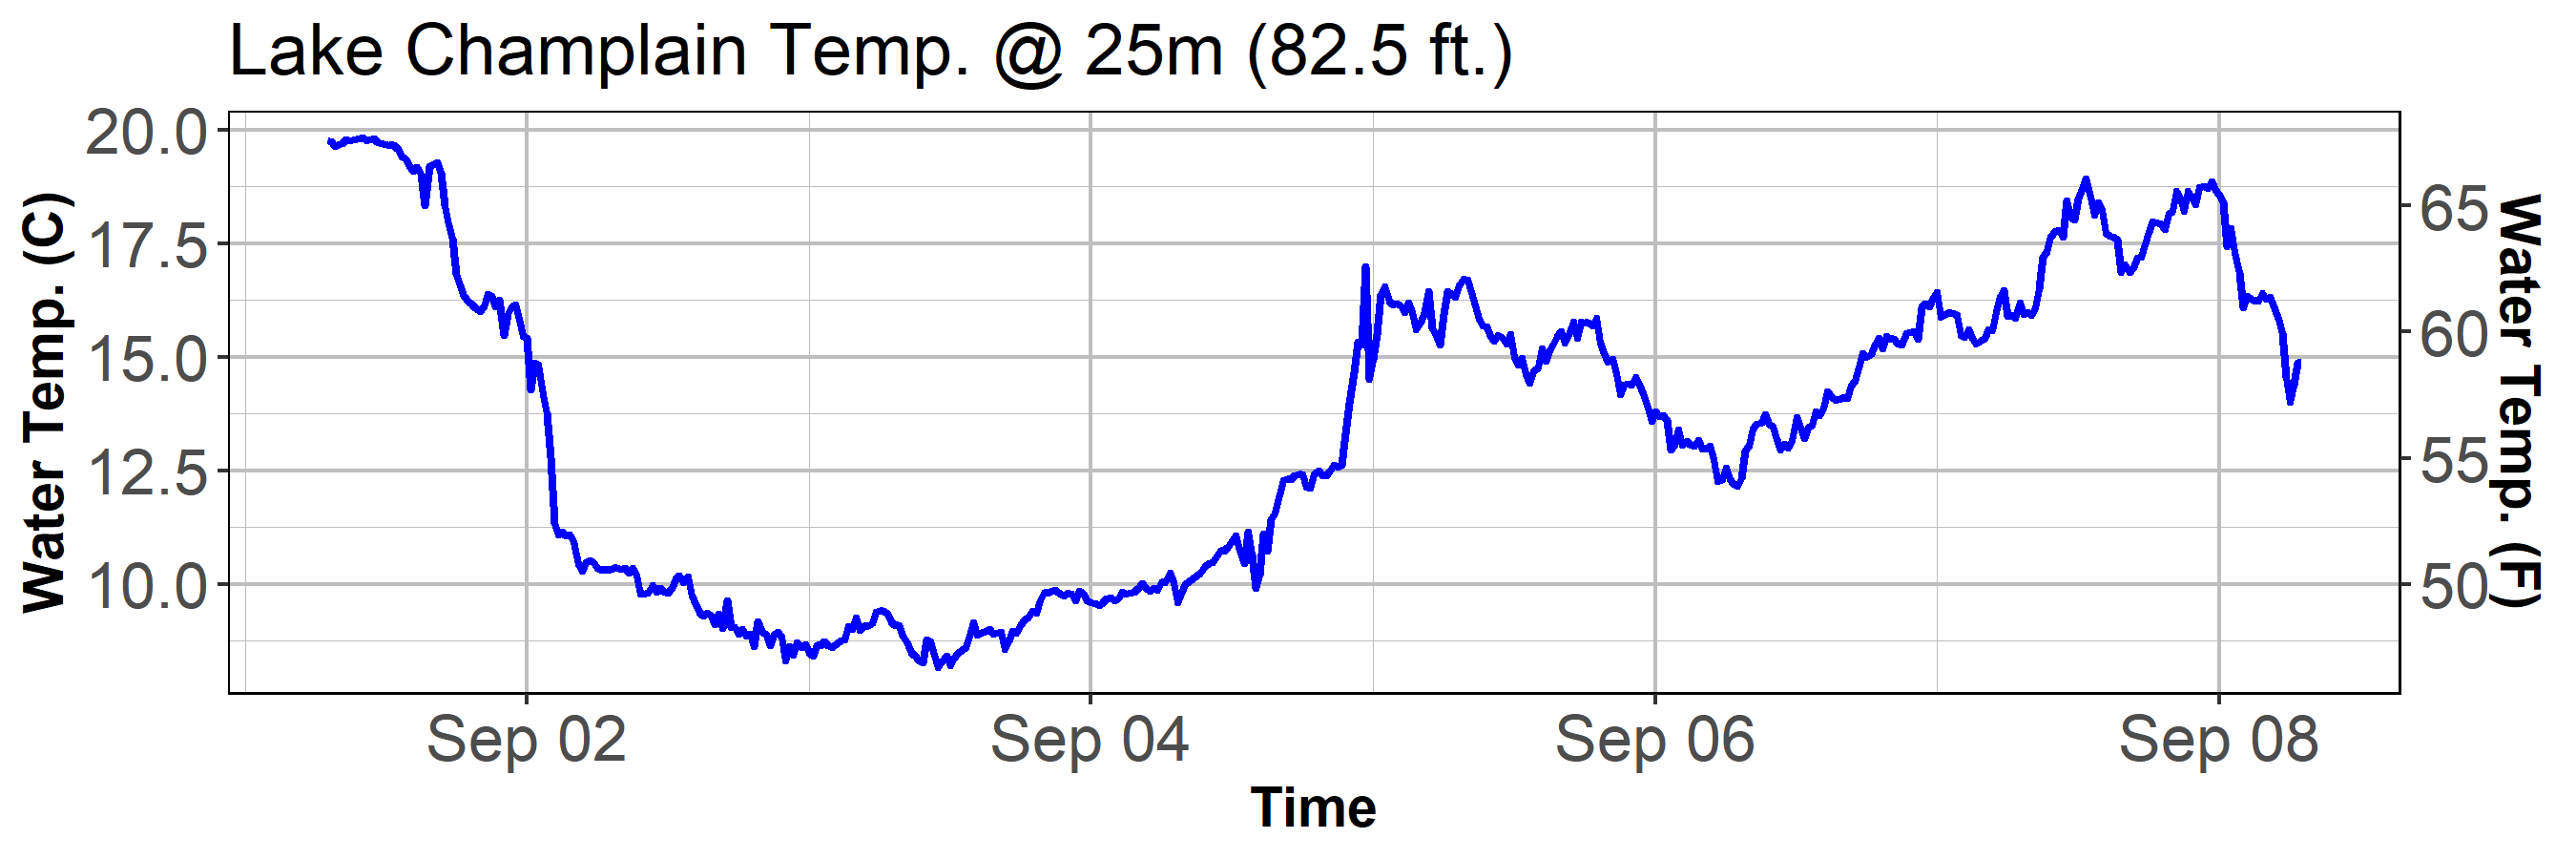 Lake Champlain Temp. @ 25m (82.5 ft.)
Water Temp. (C)
20.0
17.5
15.0
12.5
10.0
65
60
55
50
Water Temp. (F)
Sep 02 Sep 04 Sep 06 Sep 08
Time